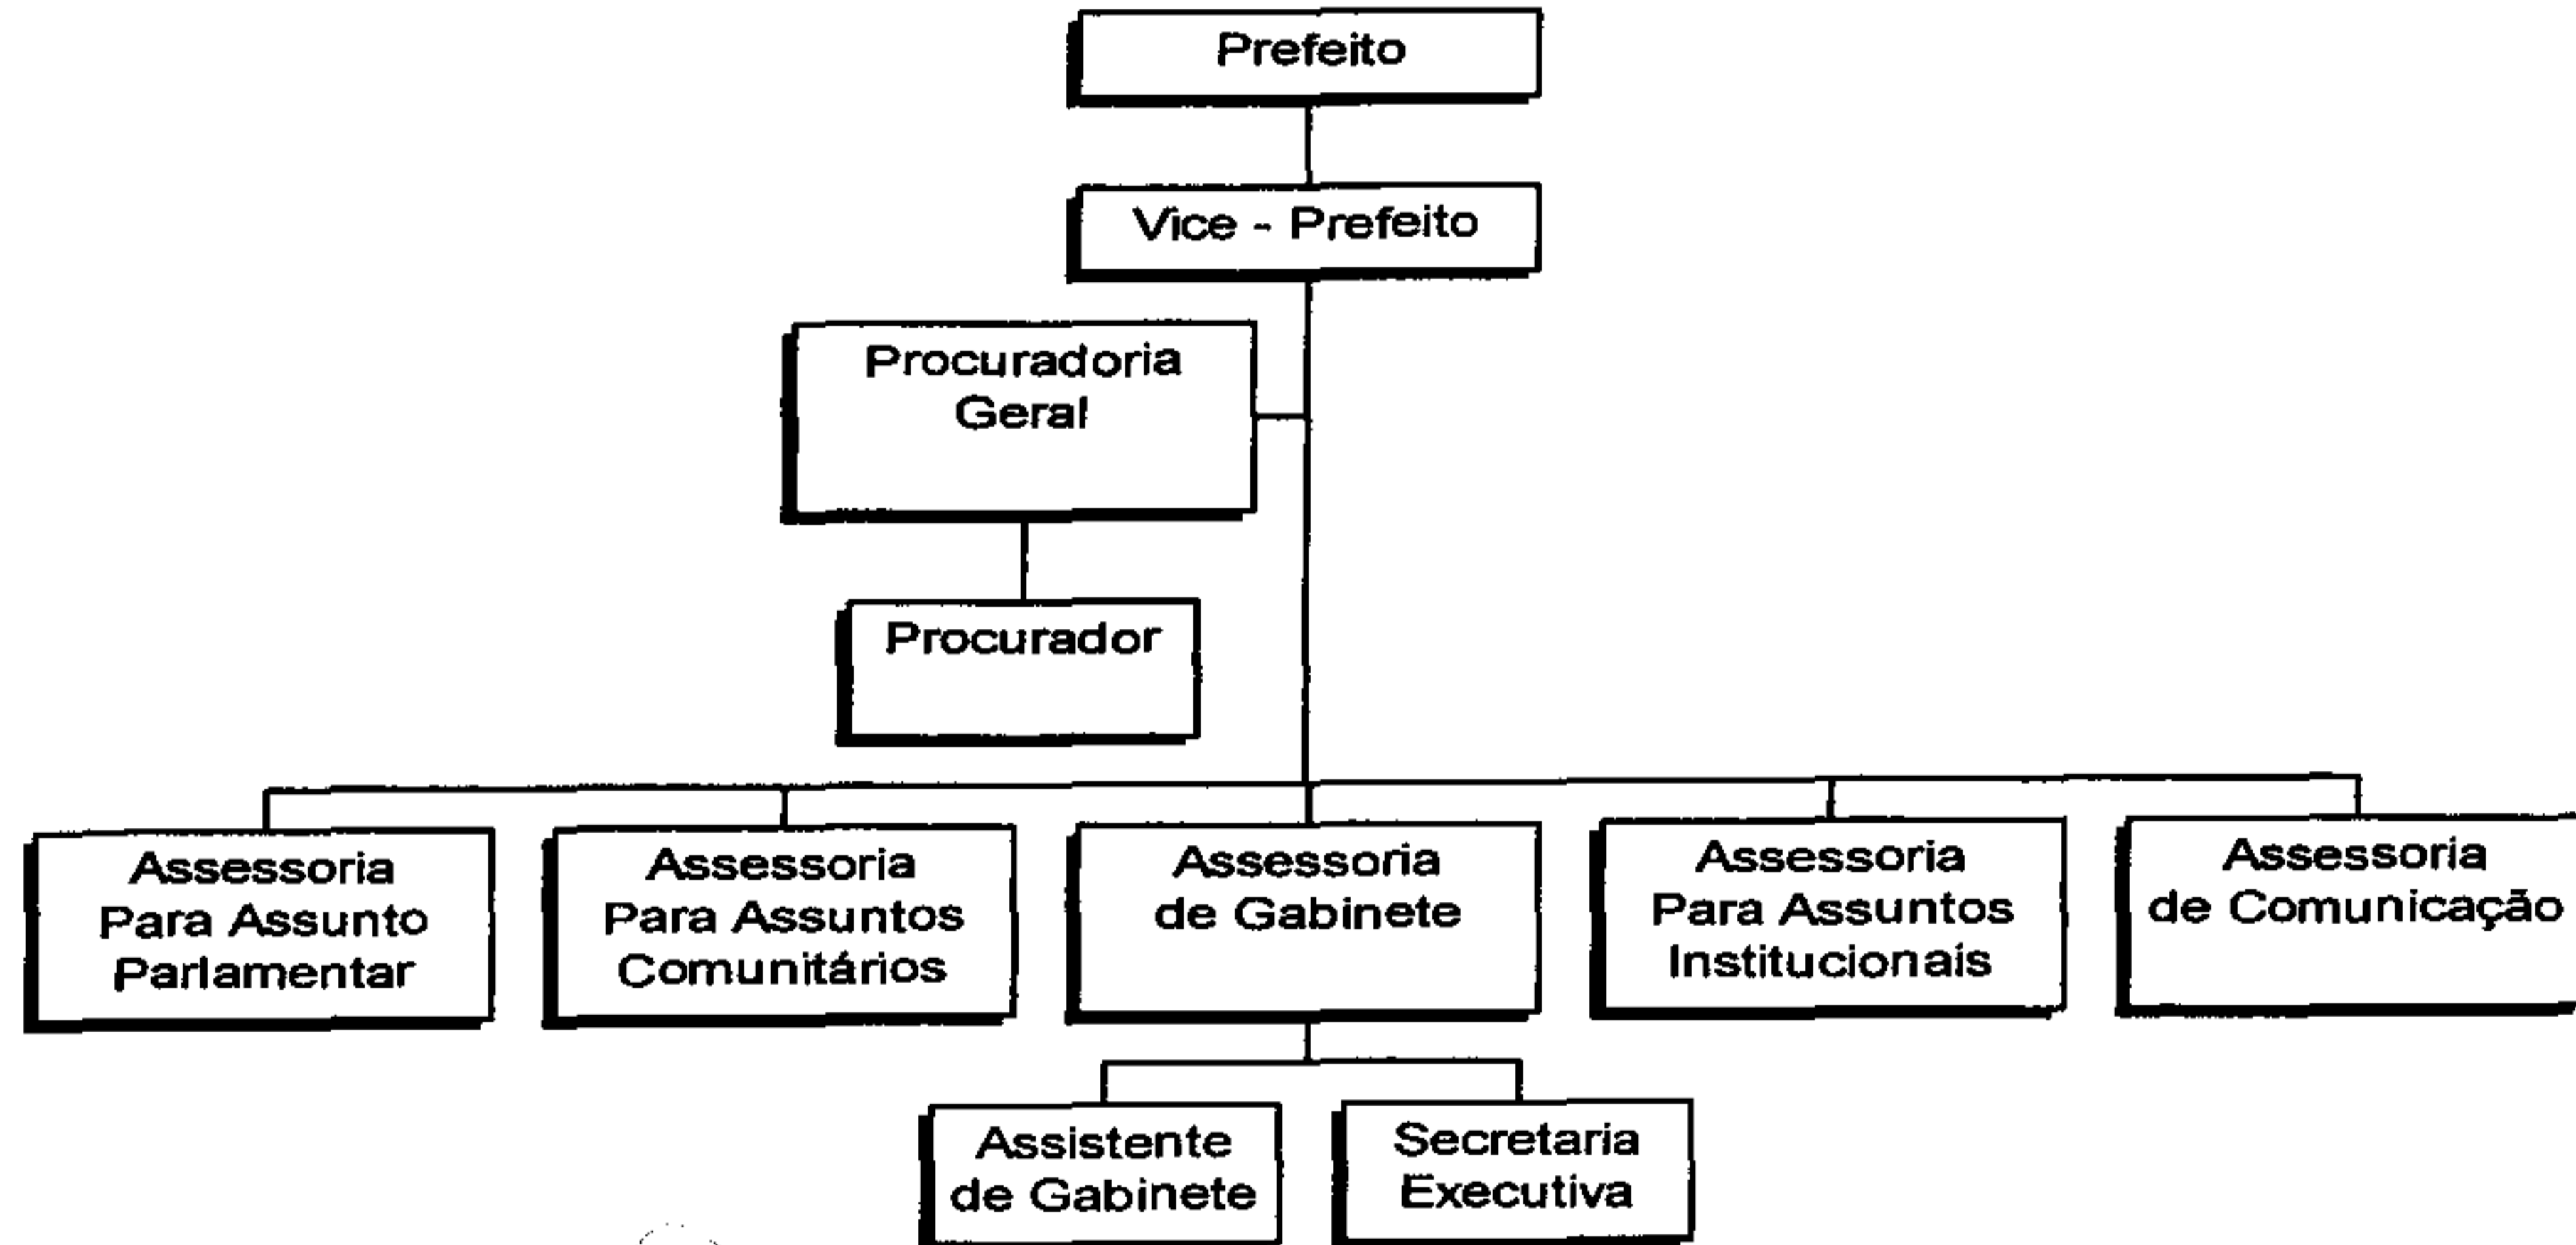 Prefeito
Vice - Prefeito
Procuradoria
Geral
Procurador
Assessoria
Para Assunto
Parlamentar
Assessoria
Para Assuntos
Comunitários
Assessoria
de Gabinete
Assessoria
Para Assuntos
Institucionais
Assessoria
de Comunicação
Assistente
de Gabinete
Secretaria
Executiva